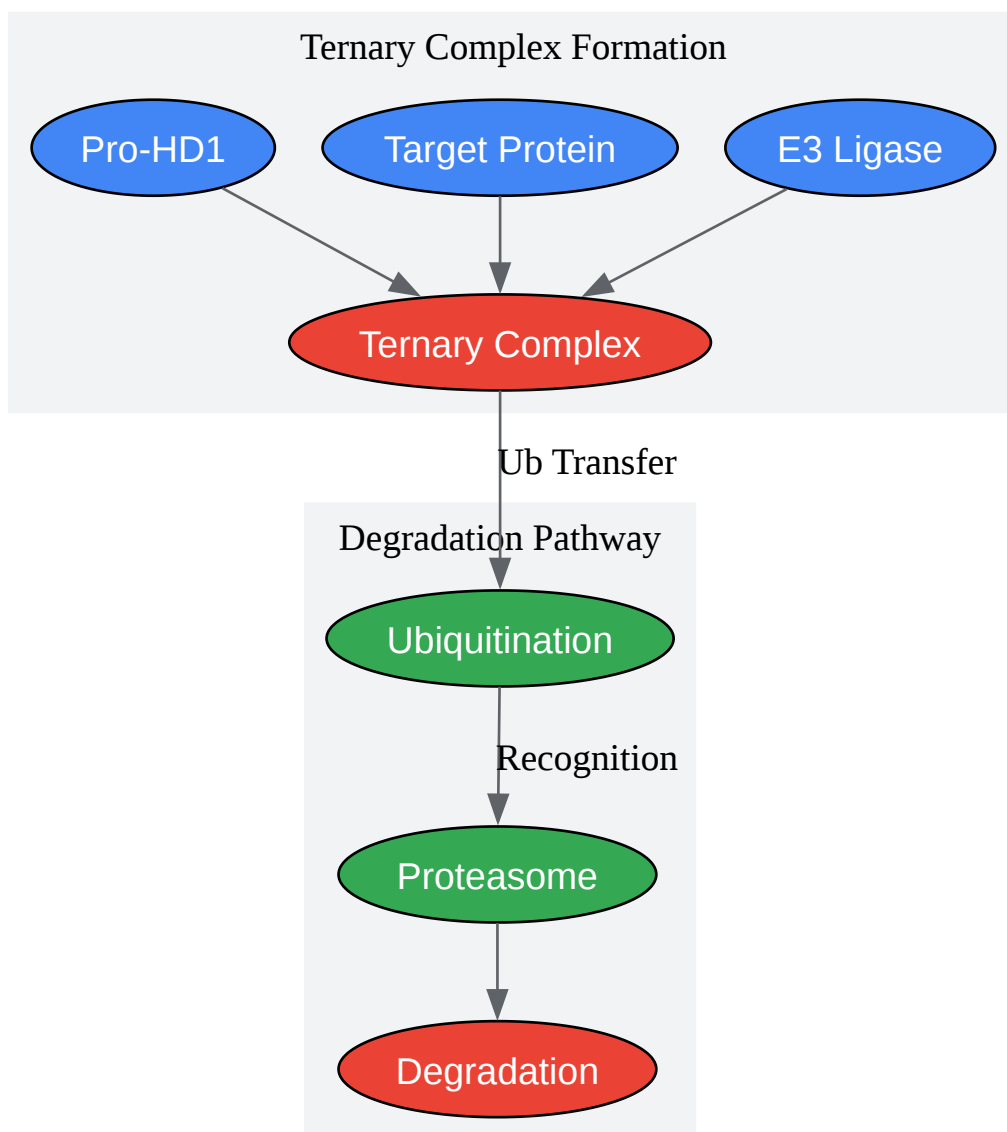 Ternary Complex Formation
Pro-HD1
Target Protein
E3 Ligase
Ternary Complex
Ub Transfer
Degradation Pathway
Ubiquitination
Recognition
Proteasome
Degradation